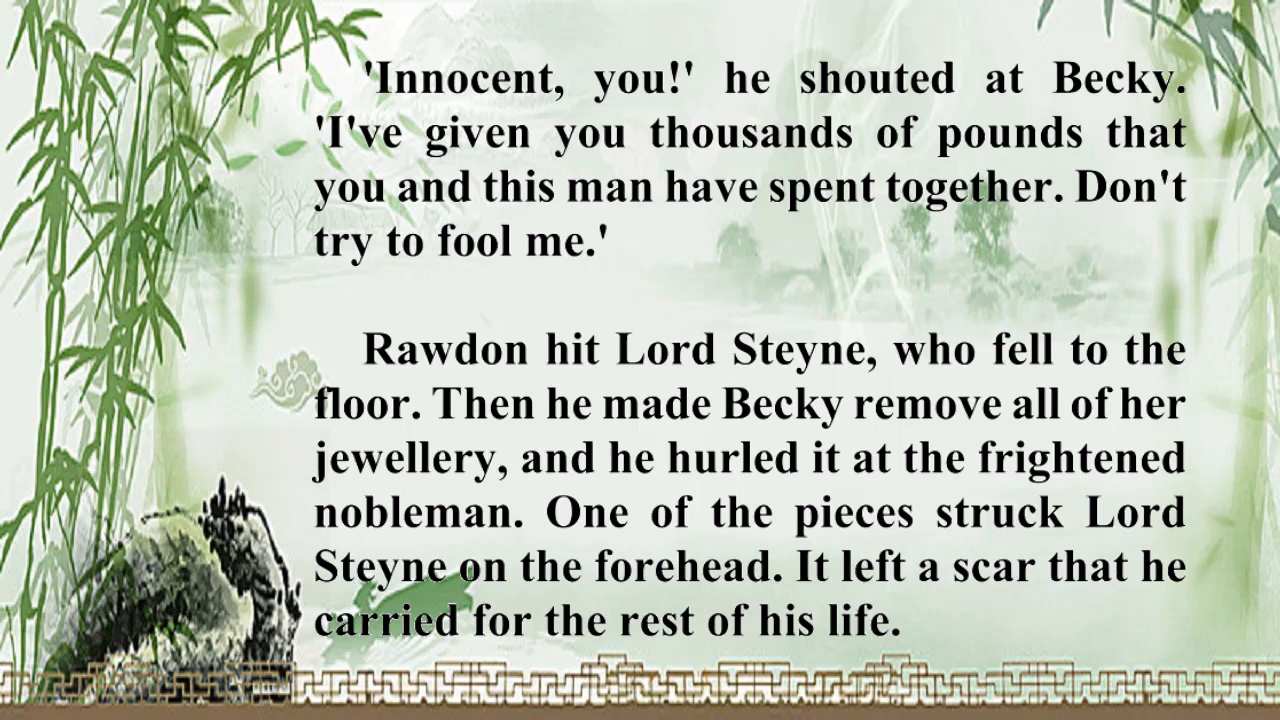 'Innocent, you!' he shouted at Becky.
'I've given you thousands of pounds that
you and this man have spent together. Don't
try to fool me.'
Rawdon hit Lord Steyne, who fell to the
floor. Then he made Becky remove all of her
jewellery, and he hurled it at the frightened
nobleman. One of the pieces struck Lord
Steyne on the forehead. It left a scar that he
carried for the rest of his life.